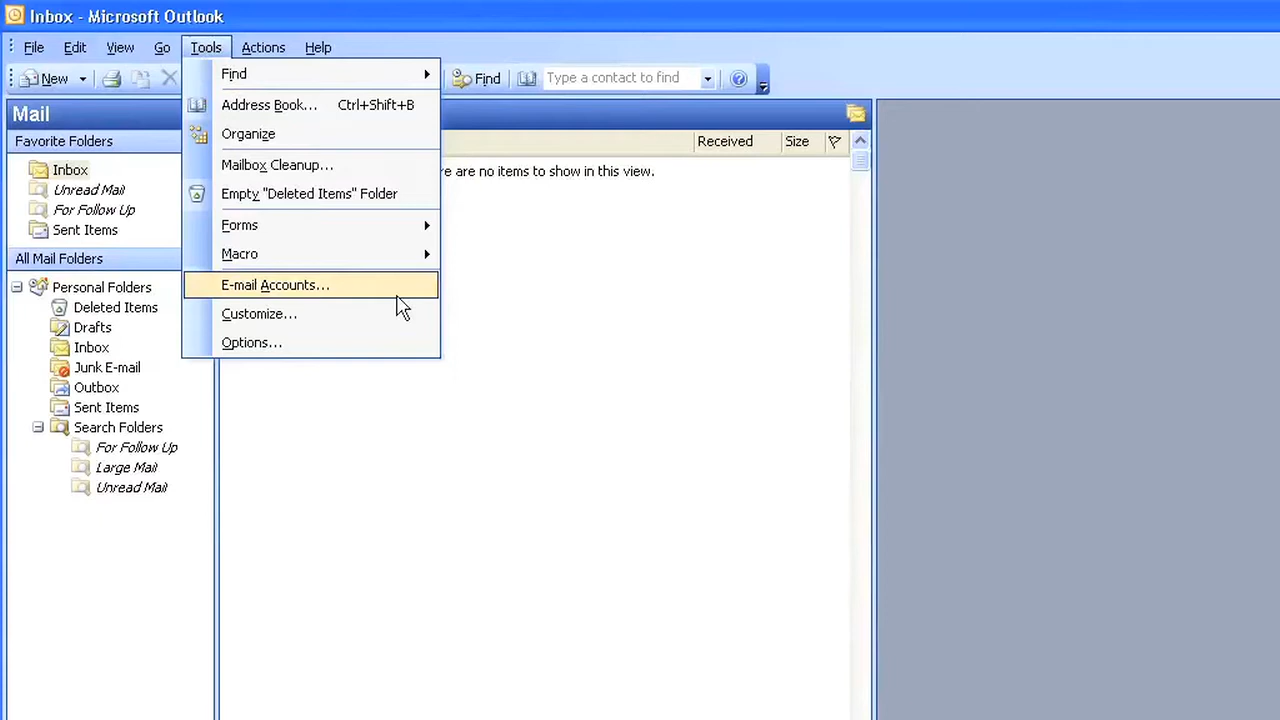 Inbox - Microsoft Outlook
File Edit View Go Tools Actions Help
New Find Type a contact to find
Mail
Favorite Folders
Inbox
Unread Mail
For Follow Up
Sent Items
All Mail Folders
Personal Folders
Deleted Items
Drafts
Inbox
Junk E-mail
Outbox
Sent Items
Search Folders
For Follow Up
Large Mail
Unread Mail
Find
Address Book... Ctrl+Shift+B
Organize
Mailbox Cleanup...
Empty "Deleted Items" Folder
Forms
Macro
E-mail Accounts...
Customize...
Options...
Received Size
are no items to show in this view.